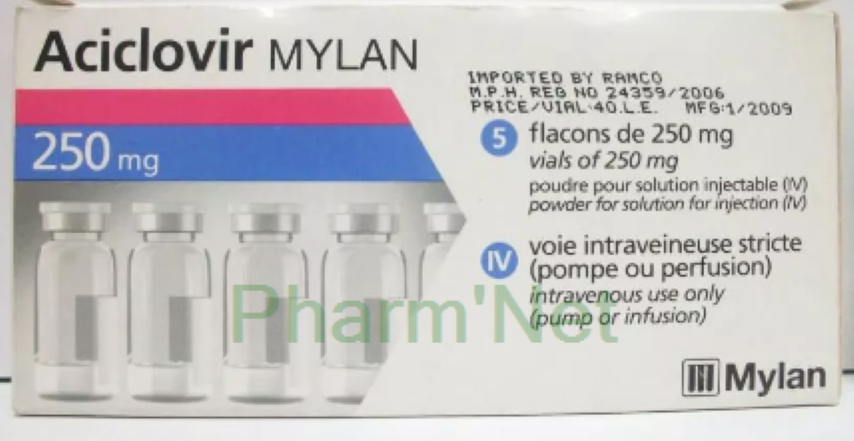 Aciclovir MYLAN
250 mg
IMPORTED BY RAMCO
M.P.H. REG NO 24359/2006
PRICE/VIAL:40.L.E. MFG:1/2009
5 flacons de 250 mg
vials of 250 mg
poudre pour solution injectable (IV)
powder for solution for injection (IV)
IV voie intraveineuse stricte
(pompe ou perfusion)
intravenous use only
(pump or infusion)
Pharm'Net
Mylan